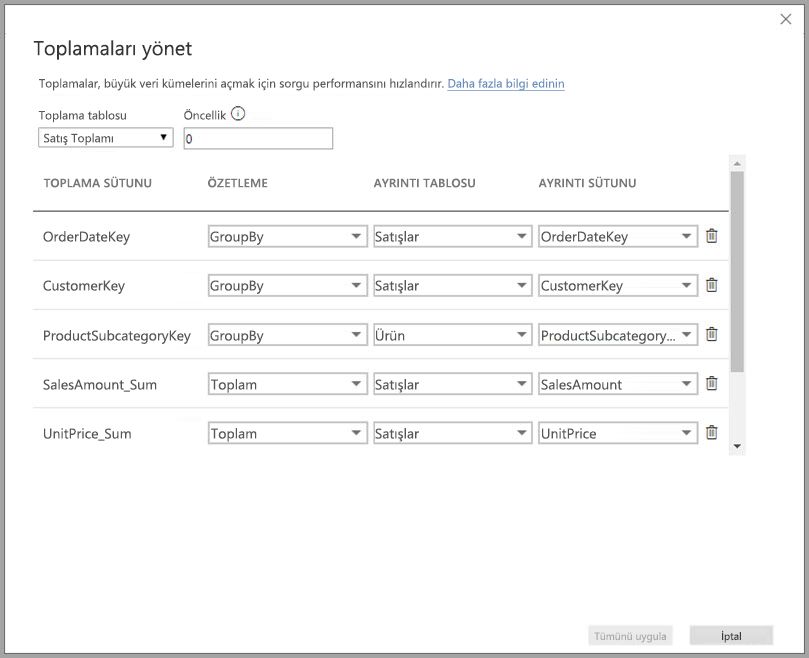 Toplamaları yönet
Toplamalar, büyük veri kümelerini açmak için sorgu performansını hızlandırır. Daha fazla bilgi edinin
Toplama tablosu Öncellik
Satış Toplamı 0
TOPLAMA SÜTUNU ÖZETLEME AYRINTI TABLOSU AYRINTI SÜTUNU
OrderDateKey GroupBy Satışlar OrderDateKey
CustomerKey GroupBy Satışlar CustomerKey
ProductSubcategoryKey GroupBy Ürün ProductSubcategory...
SalesAmount_Sum Toplam Satışlar SalesAmount
UnitPrice_Sum Toplam Satışlar UnitPrice
Tümünü uygula İptal